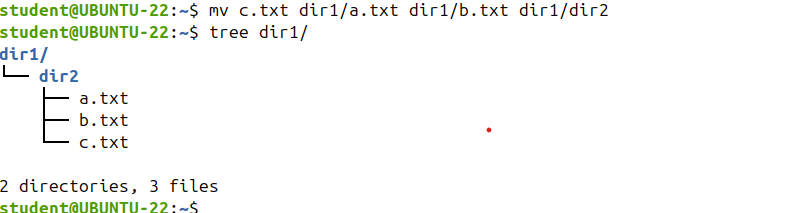 student@UBUNTU-22:~$ mv c.txt dir1/a.txt dir1/b.txt dir1/dir2
student@UBUNTU-22:~$ tree dir1/
dir1/
└── dir2
    ├── a.txt
    ├── b.txt
    └── c.txt

2 directories, 3 files
student@UBUNTU-22:~$